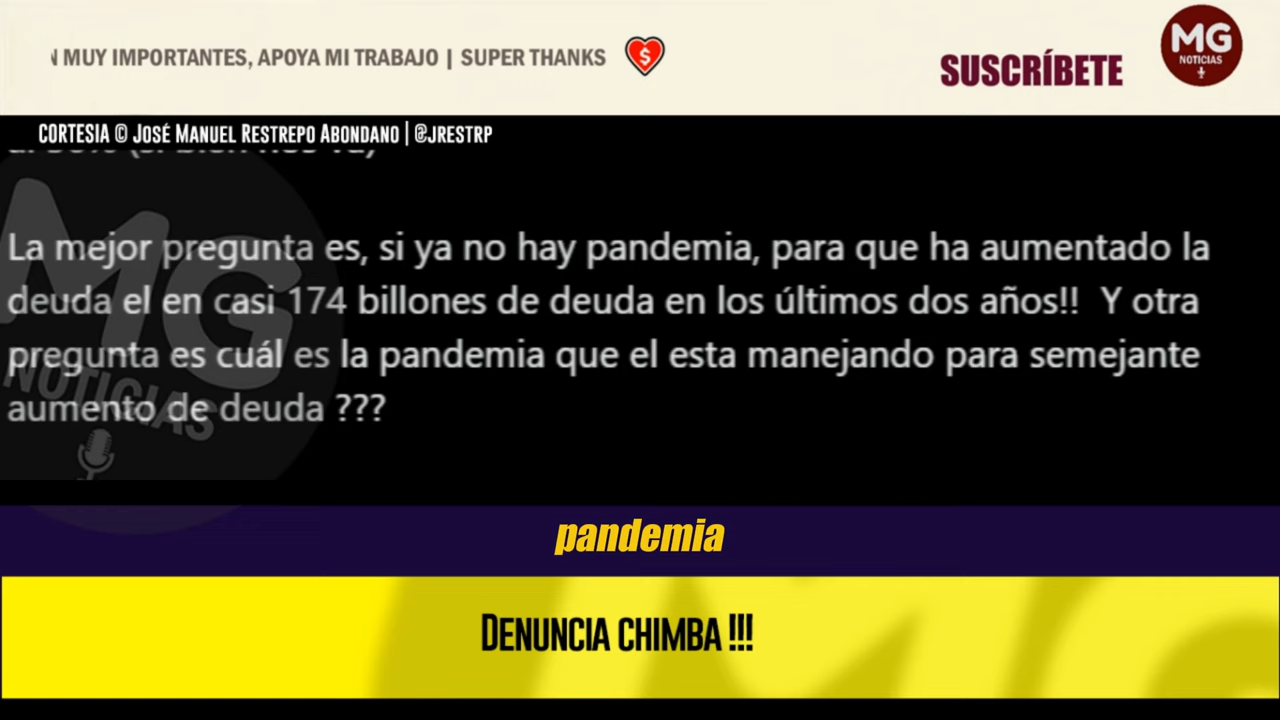 N MUY IMPORTANTES, APOYA MI TRABAJO | SUPER THANKS
SUSCRÍBETE
MG
NOTICIAS
CORTESIA © JOSÉ MANUEL RESTREPO ABONDANO | @JRESTRP
La mejor pregunta es, si ya no hay pandemia, para que ha aumentado la
deuda el en casi 174 billones de deuda en los últimos dos años!! Y otra
pregunta es cuál es la pandemia que el esta manejando para semejante
aumento de deuda ???
MG
NOTICIAS
pandemia
DENUNCIA CHIMBA !!!